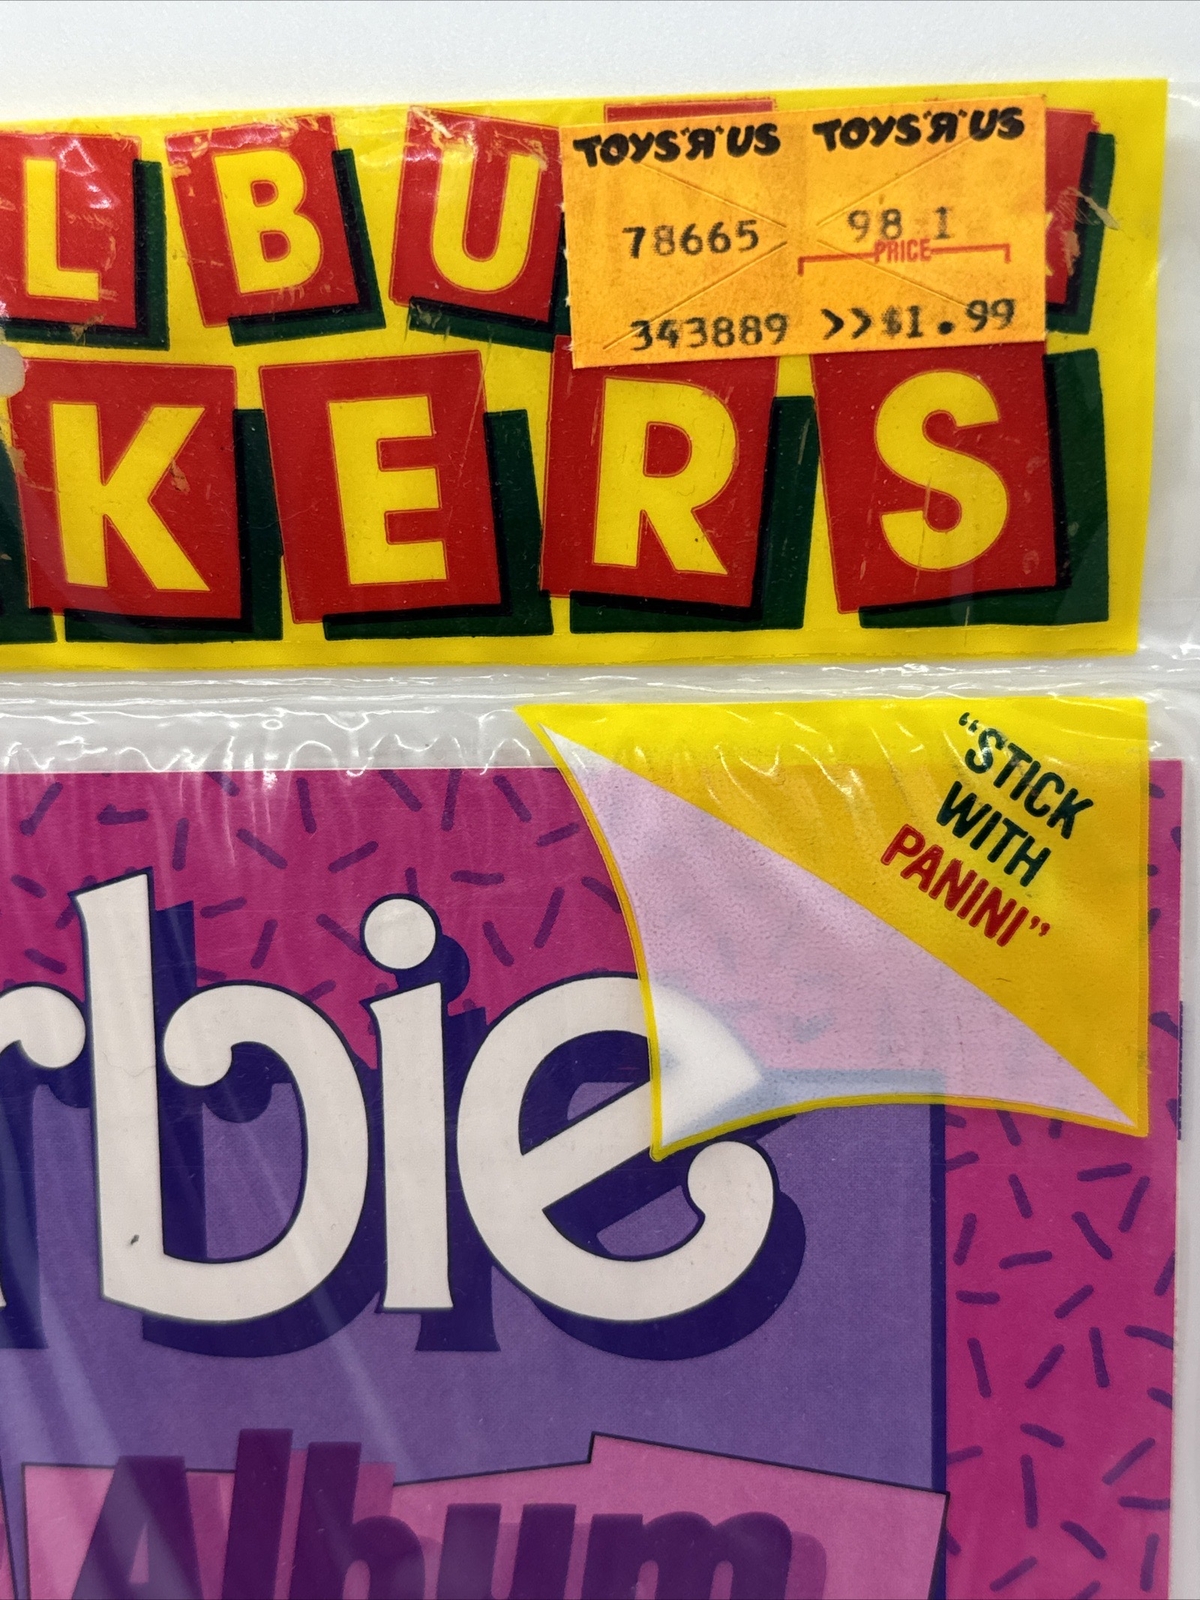 LBU
TOYS"R"US TOYS"R"US
78665 98 1
PRICE
343889 >>$1.99
KERS
"STICK
WITH
PANINI"
rbie
Album